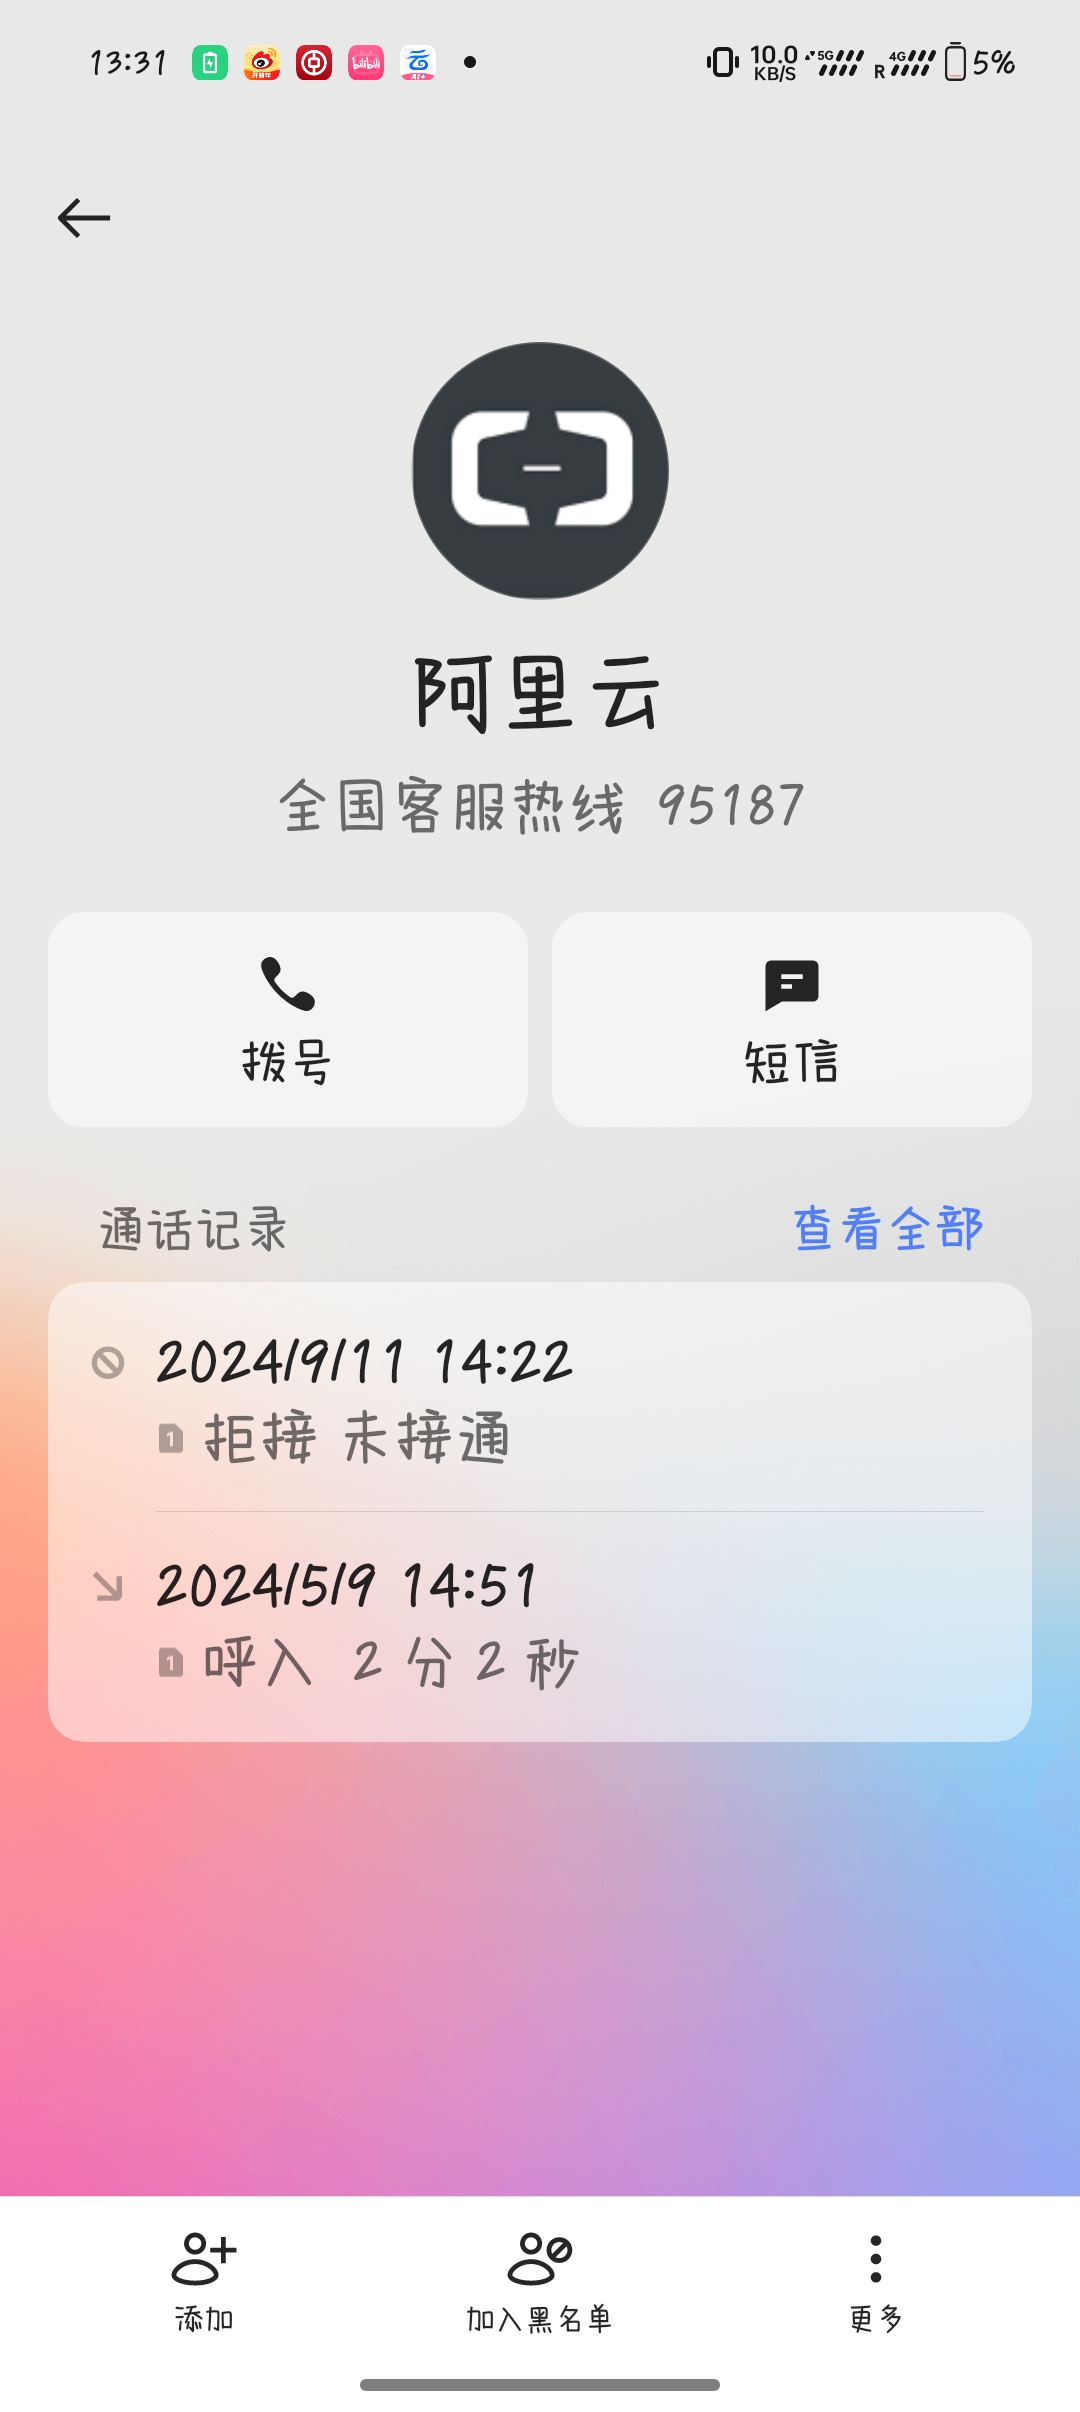 13:31 10.0 KB/S 5G R 4G 5%
阿里云
全国客服热线 95187
拨号 短信
通话记录 查看全部
2024/9/11 14:22
1 拒接 未接通
2024/5/9 14:51
1 呼入 2分2秒
添加 加入黑名单 更多